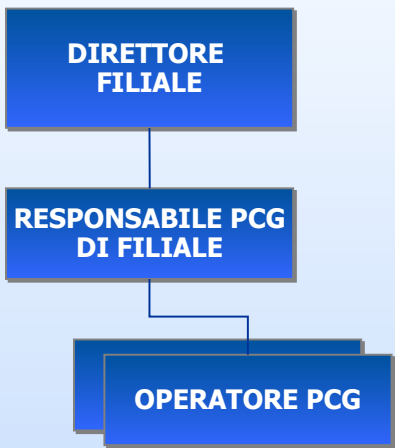 DIRETTORE
FILIALE
RESPONSABILE PCG
DI FILIALE
OPERATORE PCG